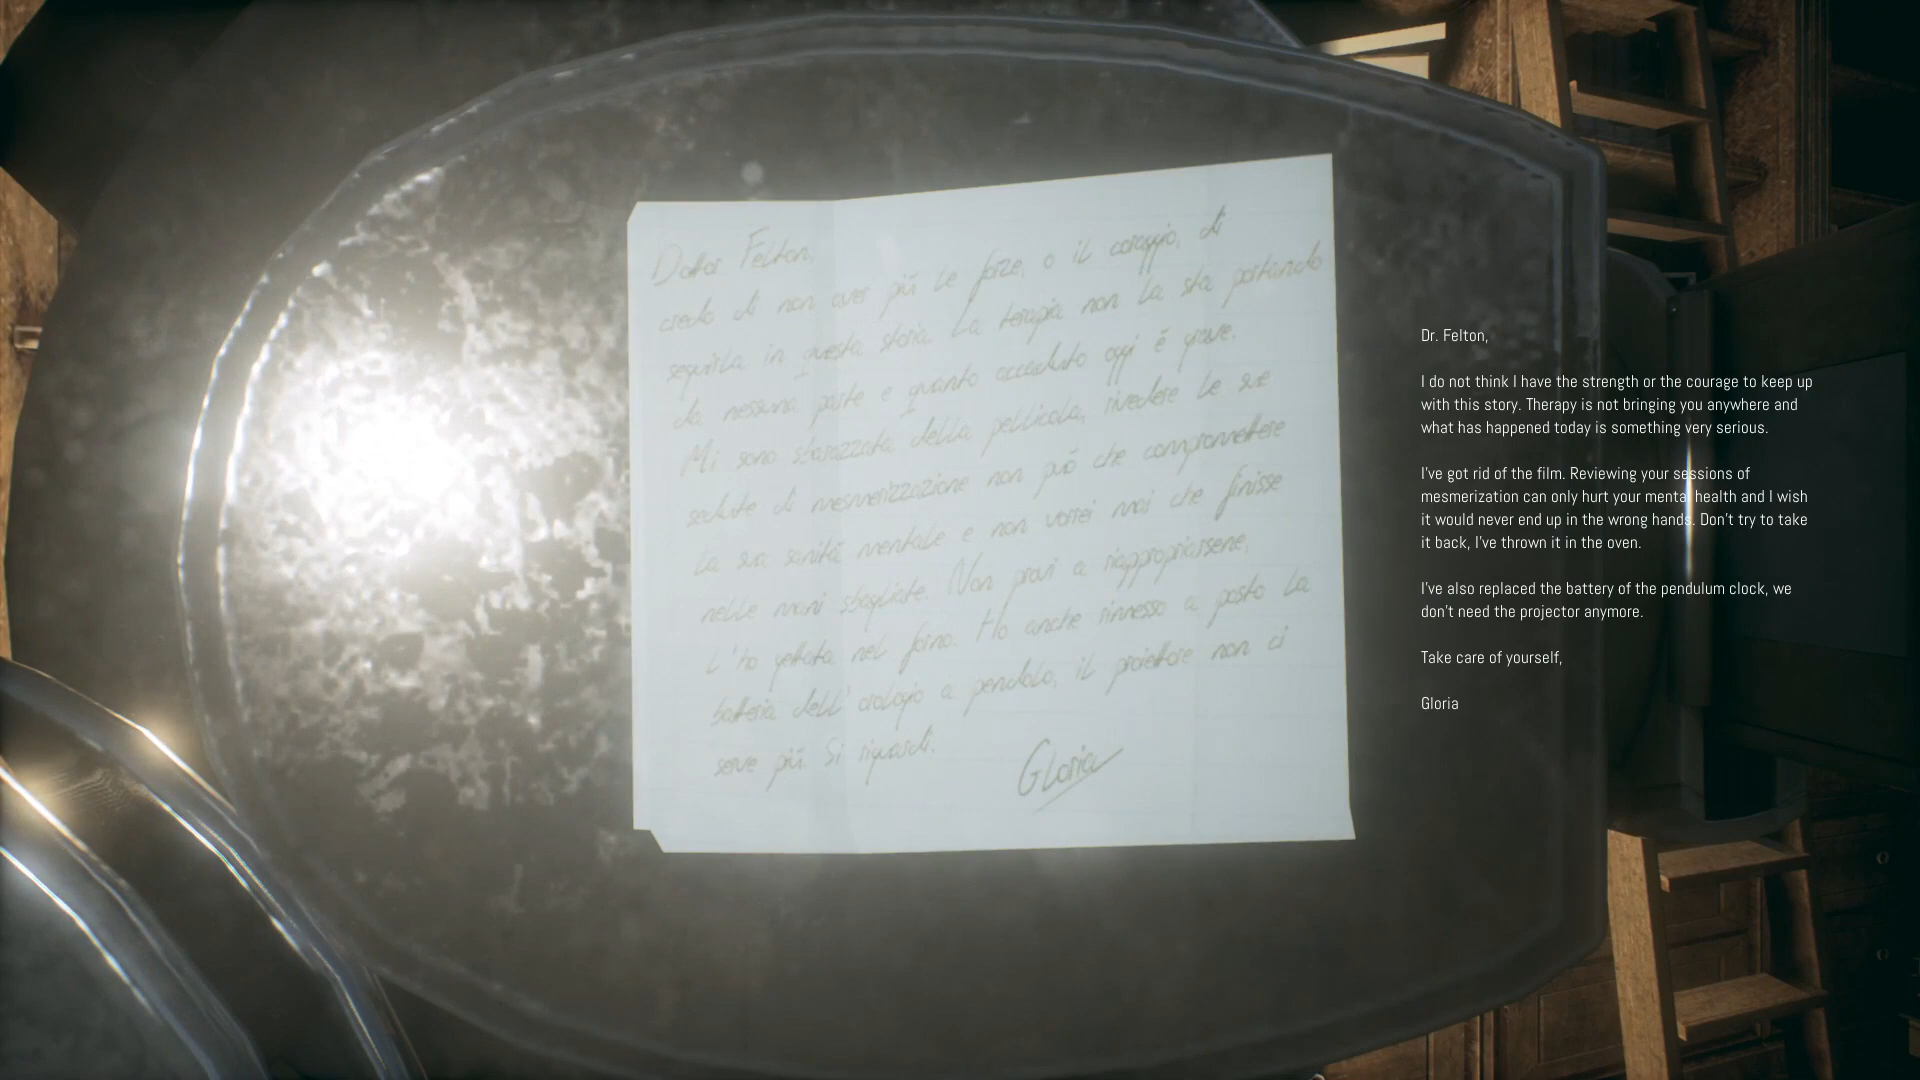 Dottor Felton,
credo di non aver più le forze, o il coraggio, di
seguirla in questa storia. La terapia non la sta portando
da nessuna parte e quanto accaduto oggi è grave.
Mi sono sbarazzata della pellicola, rivedere le sue
sedute di mesmerizzazione non può che compromettere
la sua sanità mentale e non vorrei mai che finisse
nelle mani sbagliate. Non provi a riappropriarsene,
l'ho gettata nel forno. Ho anche rimesso a posto la
batteria dell'orologio a pendolo, il proiettore non ci
serve più. Si riguardi.
Gloria
Dr. Felton,
I do not think I have the strength or the courage to keep up
with this story. Therapy is not bringing you anywhere and
what has happened today is something very serious.
I've got rid of the film. Reviewing your sessions of
mesmerization can only hurt your mental health and I wish
it would never end up in the wrong hands. Don't try to take
it back, I've thrown it in the oven.
I've also replaced the battery of the pendulum clock, we
don't need the projector anymore.
Take care of yourself,
Gloria